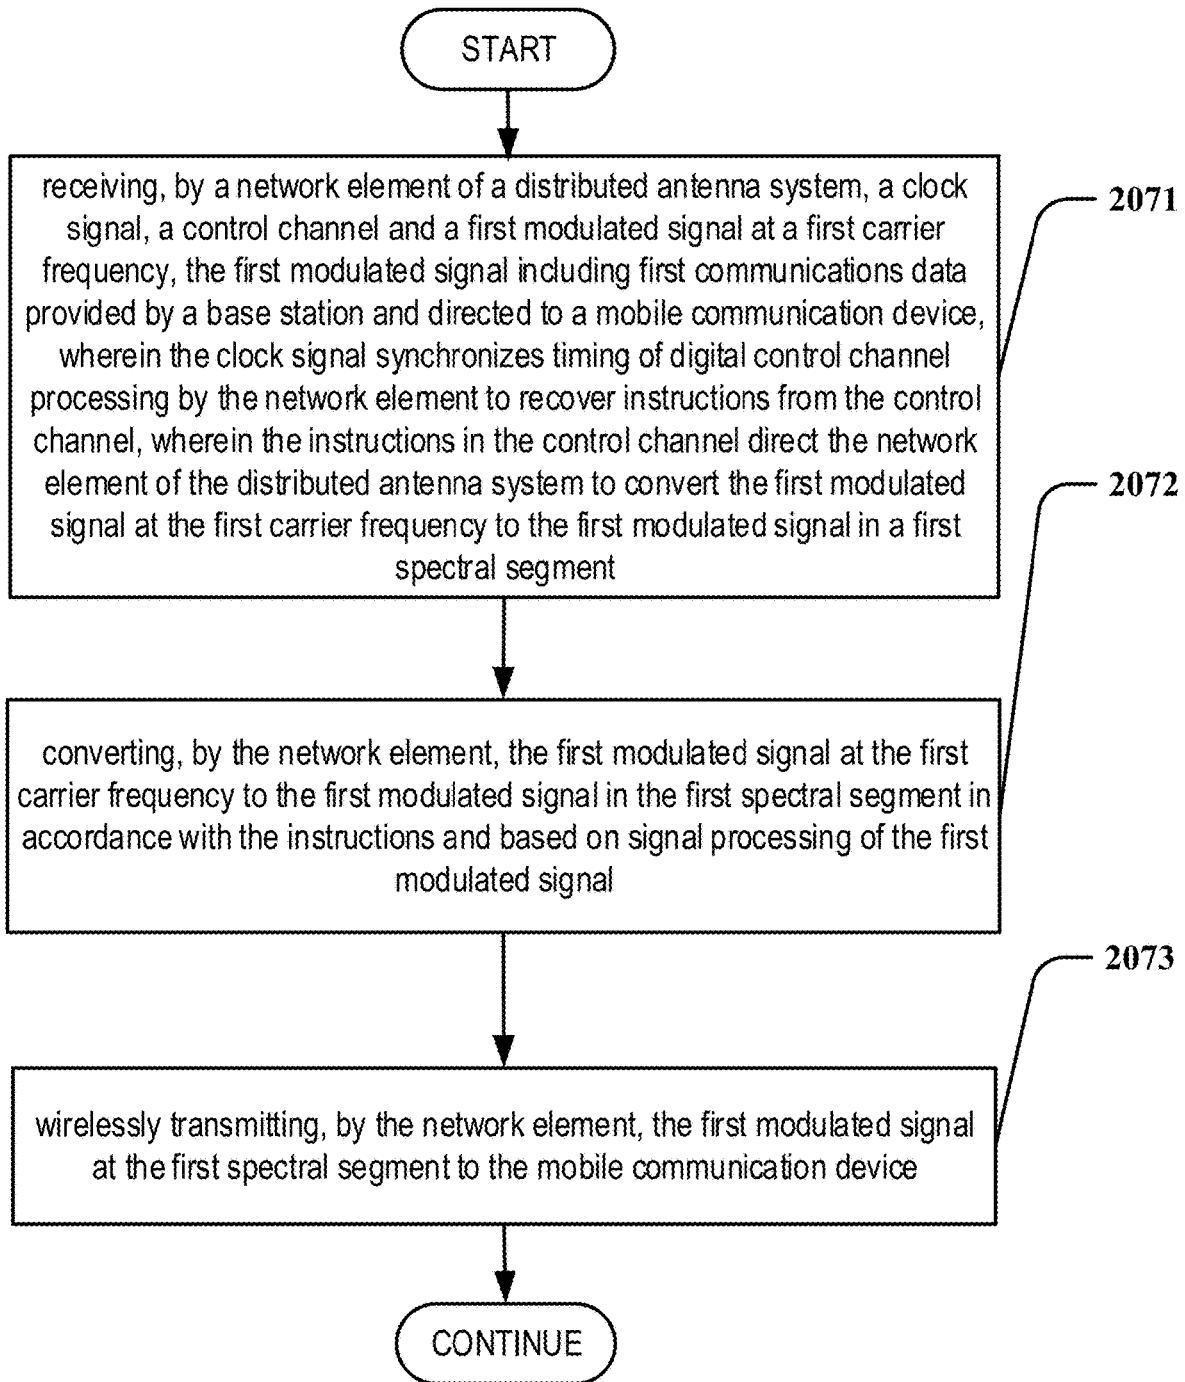 START
receiving, by a network element of a distributed antenna system, a clock
signal, a control channel and a first modulated signal at a first carrier
frequency, the first modulated signal including first communications data
provided by a base station and directed to a mobile communication device,
wherein the clock signal synchronizes timing of digital control channel
processing by the network element to recover instructions from the control
channel, wherein the instructions in the control channel direct the network
element of the distributed antenna system to convert the first modulated
signal at the first carrier frequency to the first modulated signal in a first
spectral segment
2071
converting, by the network element, the first modulated signal at the first
carrier frequency to the first modulated signal in the first spectral segment in
accordance with the instructions and based on signal processing of the first
modulated signal
2072
wirelessly transmitting, by the network element, the first modulated signal
at the first spectral segment to the mobile communication device
2073
CONTINUE